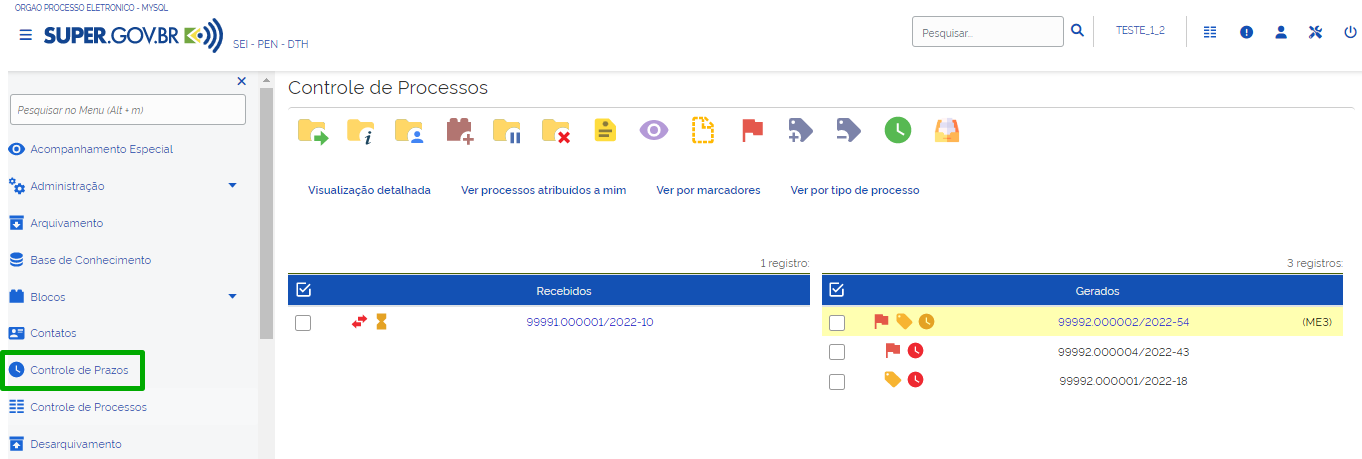 ORGAO PROCESSO ELETRONICO - MYSQL
SUPER.GOV.BR
SEI - PEN - DTH
Pesquisar...
TESTE_1_2
Pesquisar no Menu (Alt + m)
Acompanhamento Especial
Administração
Arquivamento
Base de Conhecimento
Blocos
Contatos
Controle de Prazos
Controle de Processos
Desarquivamento
Controle de Processos
Visualização detalhada Ver processos atribuídos a mim Ver por marcadores Ver por tipo de processo
1 registro:
Recebidos
99991.000001/2022-10
3 registros:
Gerados
99992.000002/2022-54 (ME3)
99992.000004/2022-43
99992.000001/2022-18